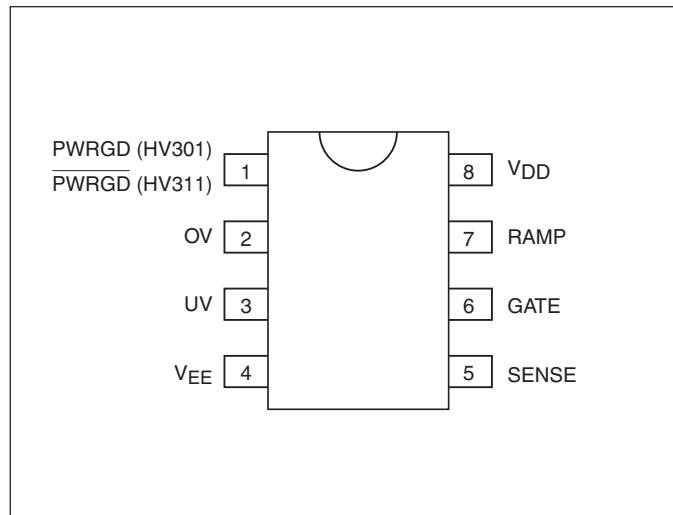 PWRGD (HV301)
PWRGD (HV311)
1
OV 2
UV 3
VEE 4
8 VDD
7 RAMP
6 GATE
5 SENSE